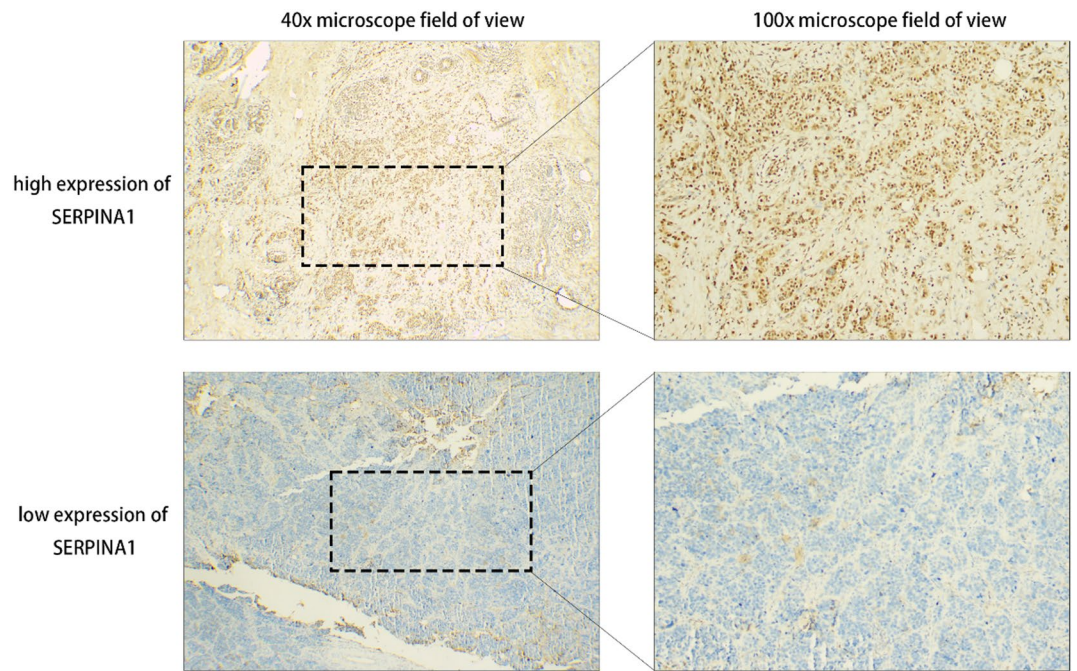 40x microscope field of view
100x microscope field of view
high expression of
SERPINA1
low expression of
SERPINA1